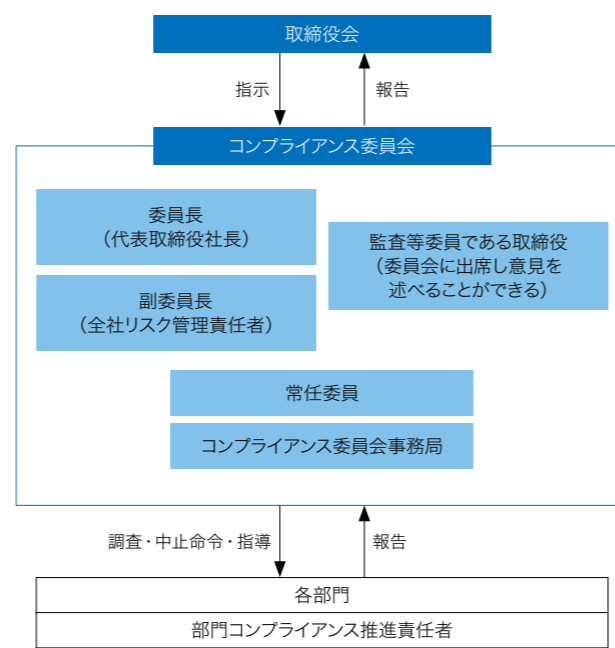 取締役会
指示
報告
コンプライアンス委員会
委員長
（代表取締役社長）
監査等委員である取締役
（委員会に出席し意見を
述べることができる）
副委員長
（全社リスク管理責任者）
常任委員
コンプライアンス委員会事務局
調査・中止命令・指導
報告
各部門
部門コンプライアンス推進責任者